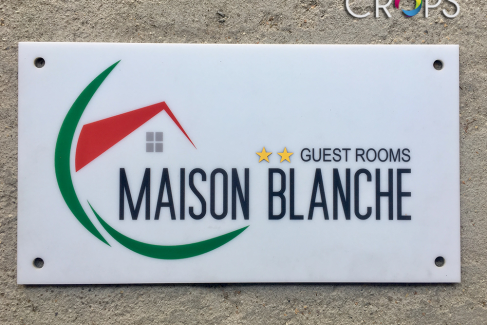 CROPS
GUEST ROOMS
MAISON BLANCHE